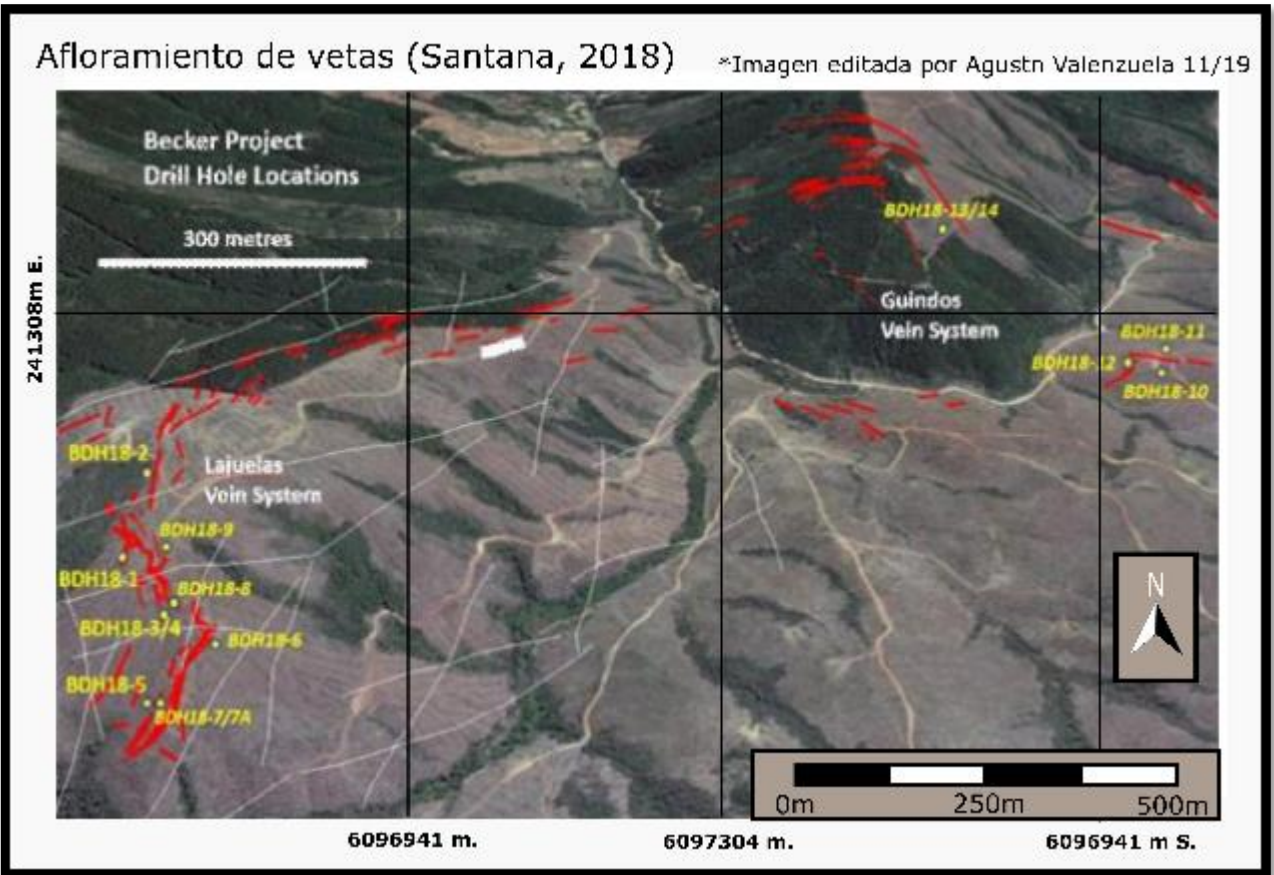 Afloramiento de vetas (Santana, 2018)
*Imagen editada por Agustn Valenzuela 11/19
Becker Project
Drill Hole Locations
300 metres
BDH18-13/14
241308m E.
Guindos
Vein System
BDH18-11
BDH18-12
BDH18-10
BDH18-2
Lajuelas
Vein System
BDH18-9
BDH18-1
BDH18-8
BDH18-3/4
BDH18-6
BDH18-5
BDH18-7/7A
N
0m
250m
500m
6096941 m.
6097304 m.
6096941 m S.